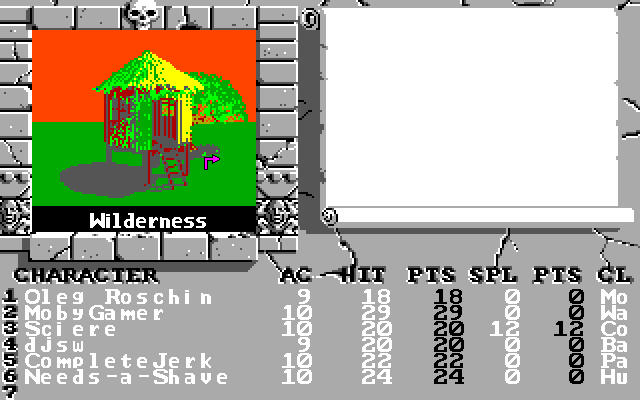 Wilderness
CHARACTER AC HIT PTS SPL PTS CL
1 Oleg Roschin 9 18 18 0 0 Mo
2 MobyGamer 10 29 29 0 0 Wa
3 Sciere 10 20 20 12 12 Co
4 djsw 9 20 20 0 0 Ba
5 CompleteJerk 10 22 22 0 0 Pa
6 Needs-a-Shave 10 24 24 0 0 Hu
7